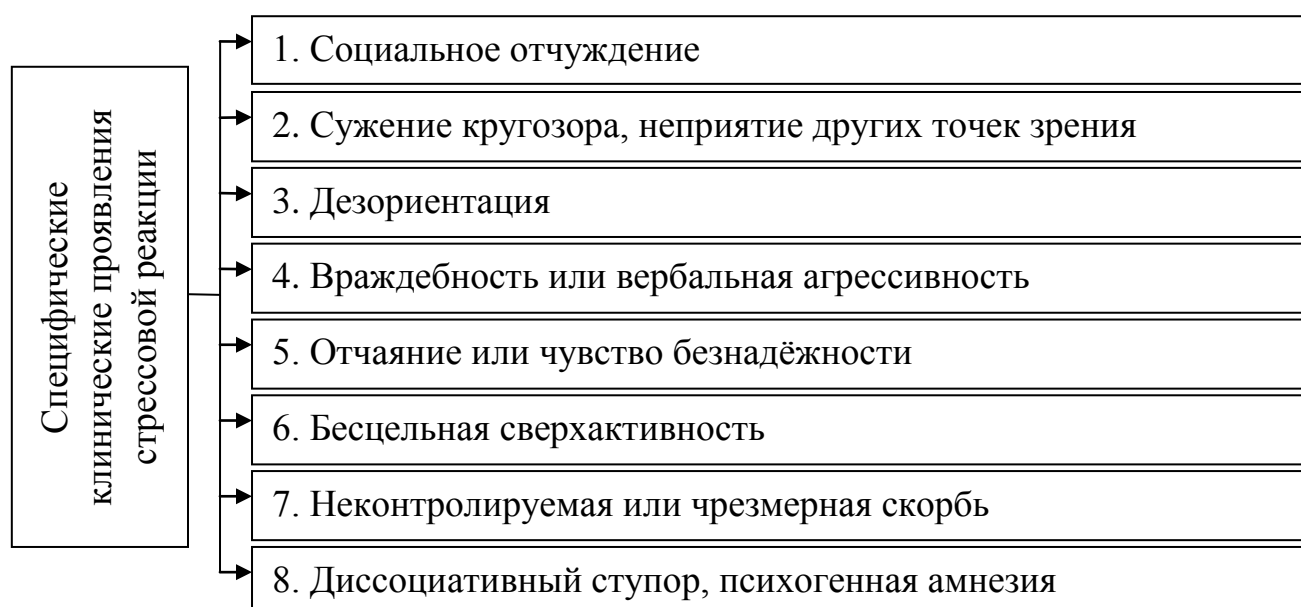 Специфические
клинические проявления
стрессовой реакции
1. Социальное отчуждение
2. Сужение кругозора, неприятие других точек зрения
3. Дезориентация
4. Враждебность или вербальная агрессивность
5. Отчаяние или чувство безнадёжности
6. Бесцельная сверхактивность
7. Неконтролируемая или чрезмерная скорбь
8. Диссоциативный ступор, психогенная амнезия